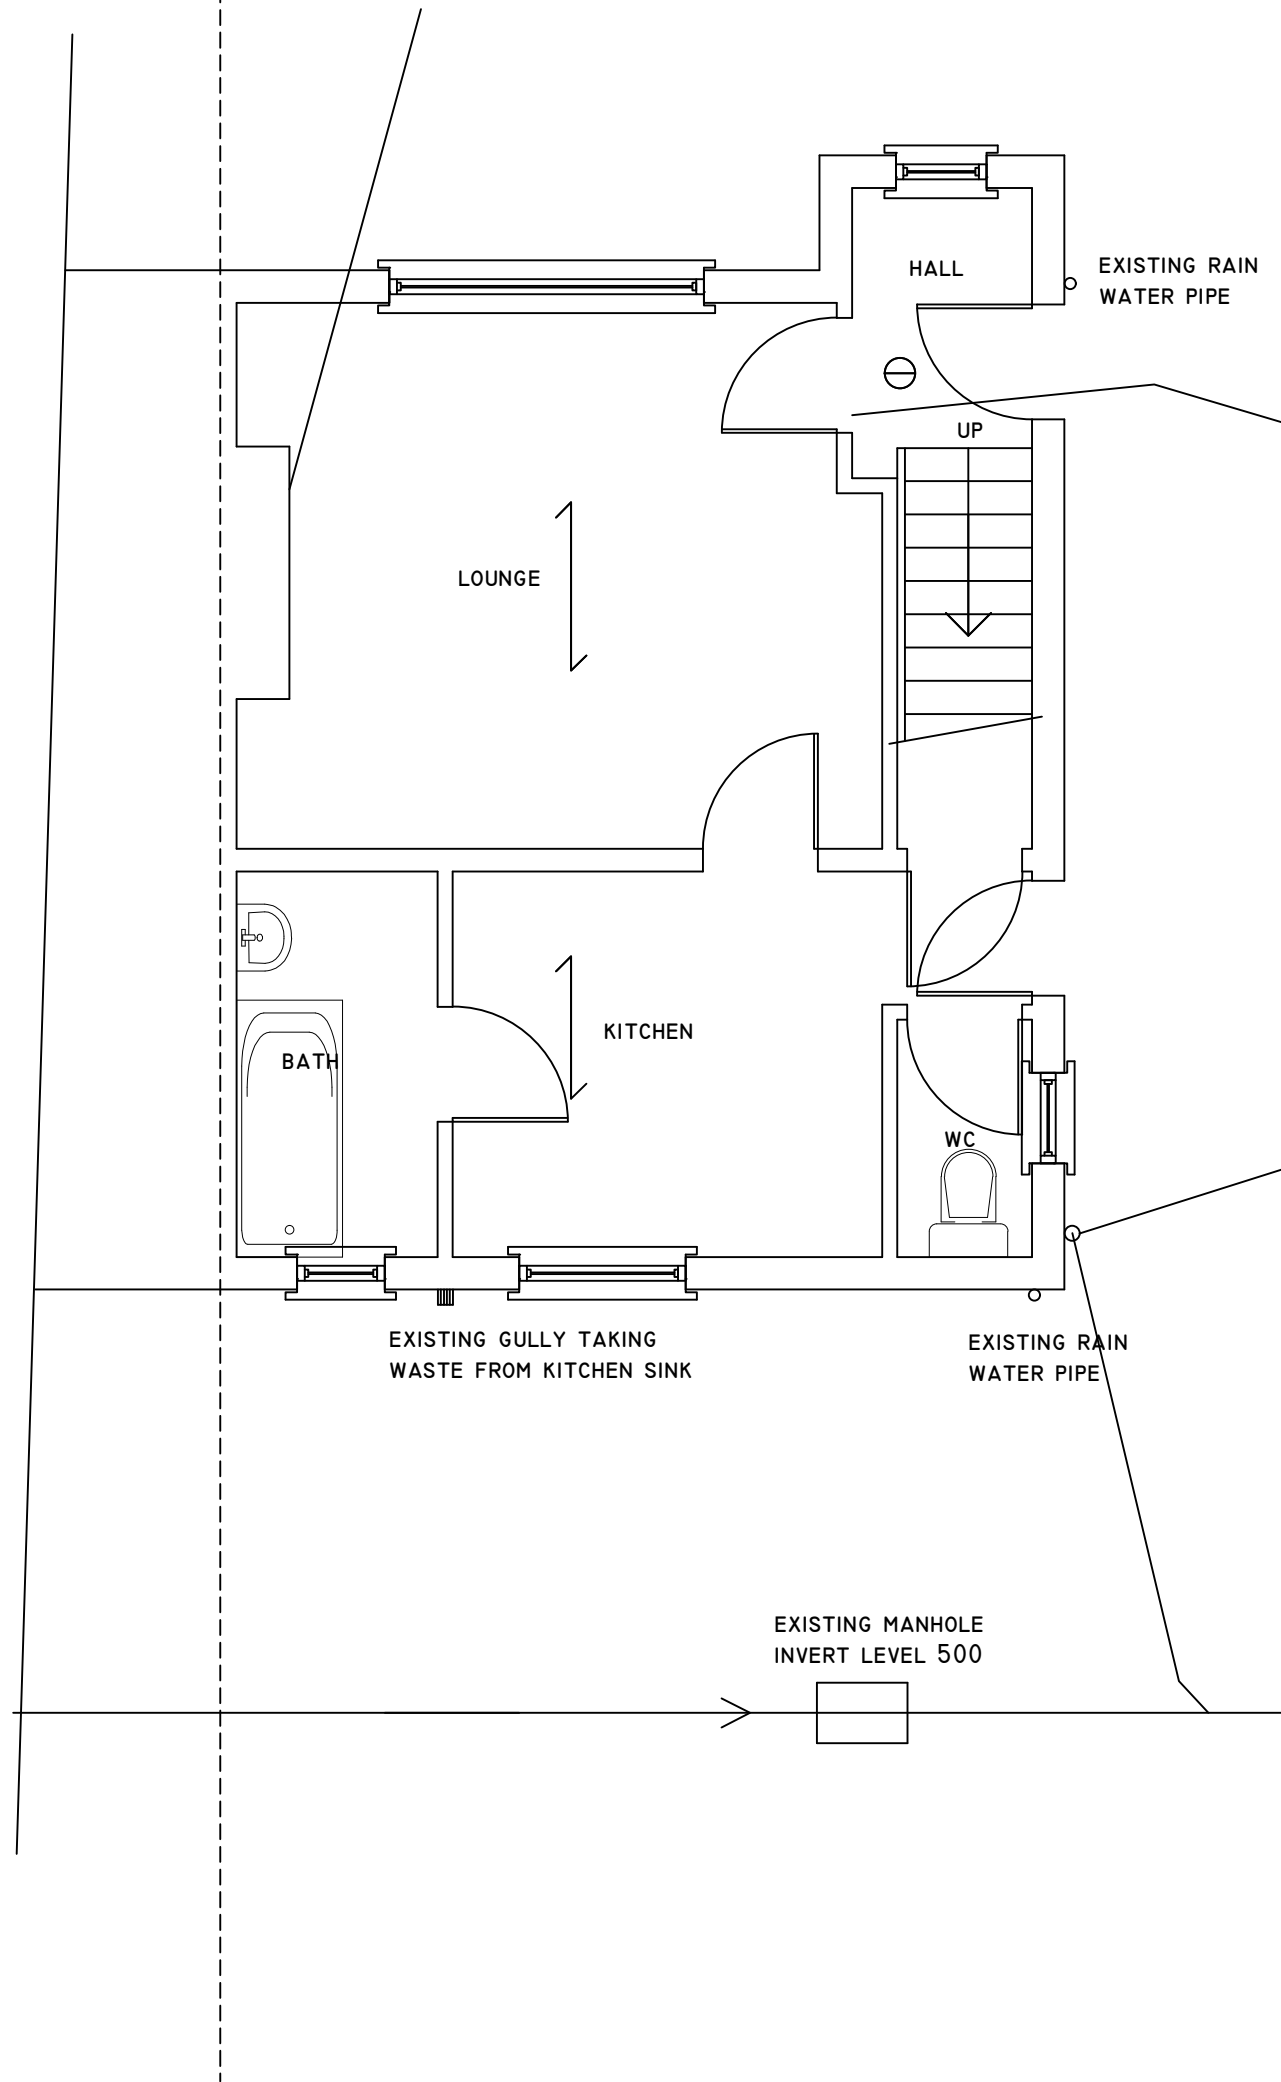 HALL
EXISTING RAIN
WATER PIPE
UP
LOUNGE
KITCHEN
BATH
WC
EXISTING GULLY TAKING
WASTE FROM KITCHEN SINK
EXISTING RAIN
WATER PIPE
EXISTING MANHOLE
INVERT LEVEL 500